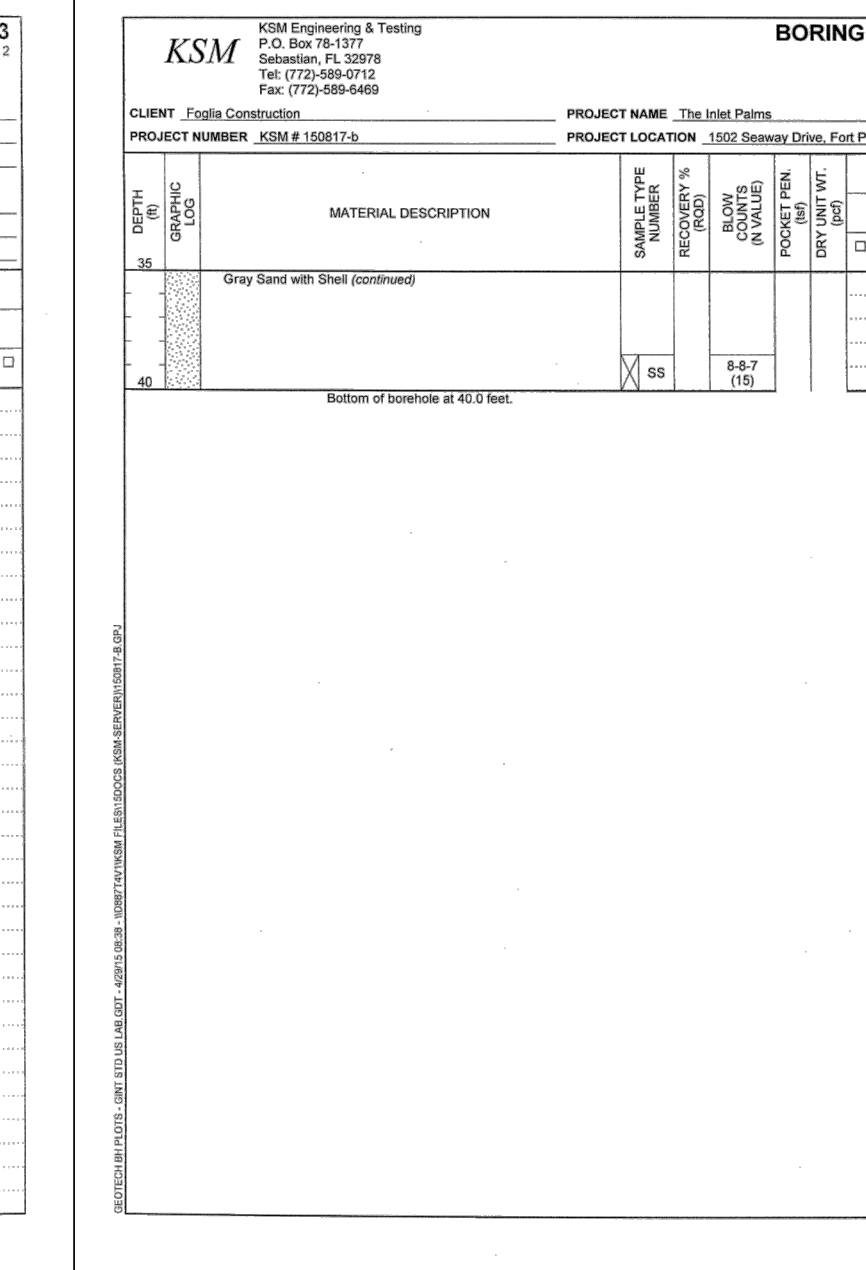 3
2
KSM
KSM Engineering & Testing
P.O. Box 78-1377
Sebastian, FL 32978
Tel: (772)-589-0712
Fax: (772)-589-6469
BORING
CLIENT Foglia Construction
PROJECT NAME The Inlet Palms
PROJECT NUMBER KSM # 150817-b
PROJECT LOCATION 1502 Seaway Drive, Fort P
DEPTH
(ft)
GRAPHIC
LOG
MATERIAL DESCRIPTION
SAMPLE TYPE
NUMBER
RECOVERY %
(RQD)
BLOW
COUNTS
(N VALUE)
POCKET PEN.
(tsf)
DRY UNIT WT.
(pcf)
35
Gray Sand with Shell (continued)
SS
8-8-7
(15)
40
Bottom of borehole at 40.0 feet.
GEOTECH BH PLOTS - GINT STD US LAB.GDT - 4/29/15 08:38 - \\D887T4V1\KSM FILES\15DOCS (KSM-SERVER)\150817-B.GPJ